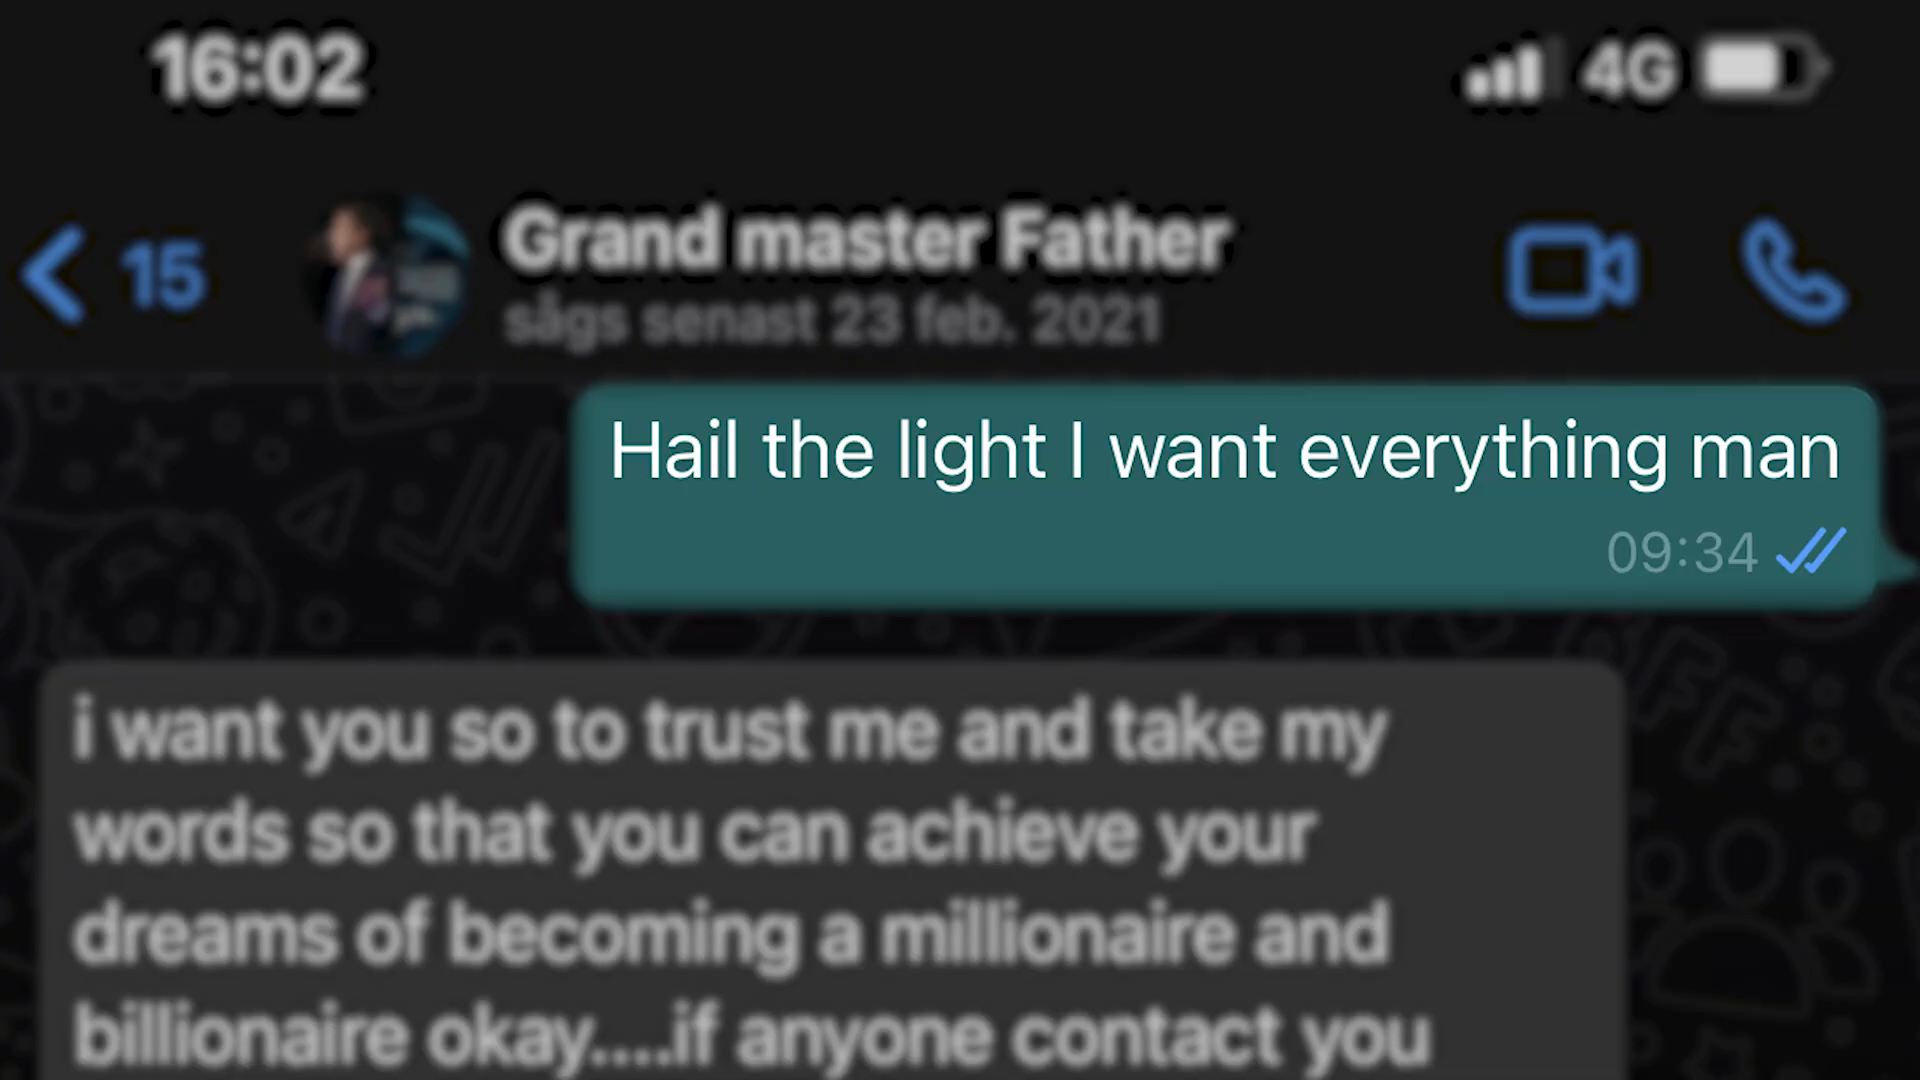 16:02
4G
15
Grand master Father
sågs senast 23 feb. 2021
Hail the light I want everything man
09:34
i want you so to trust me and take my
words so that you can achieve your
dreams of becoming a millionaire and
billionaire okay....if anyone contact you